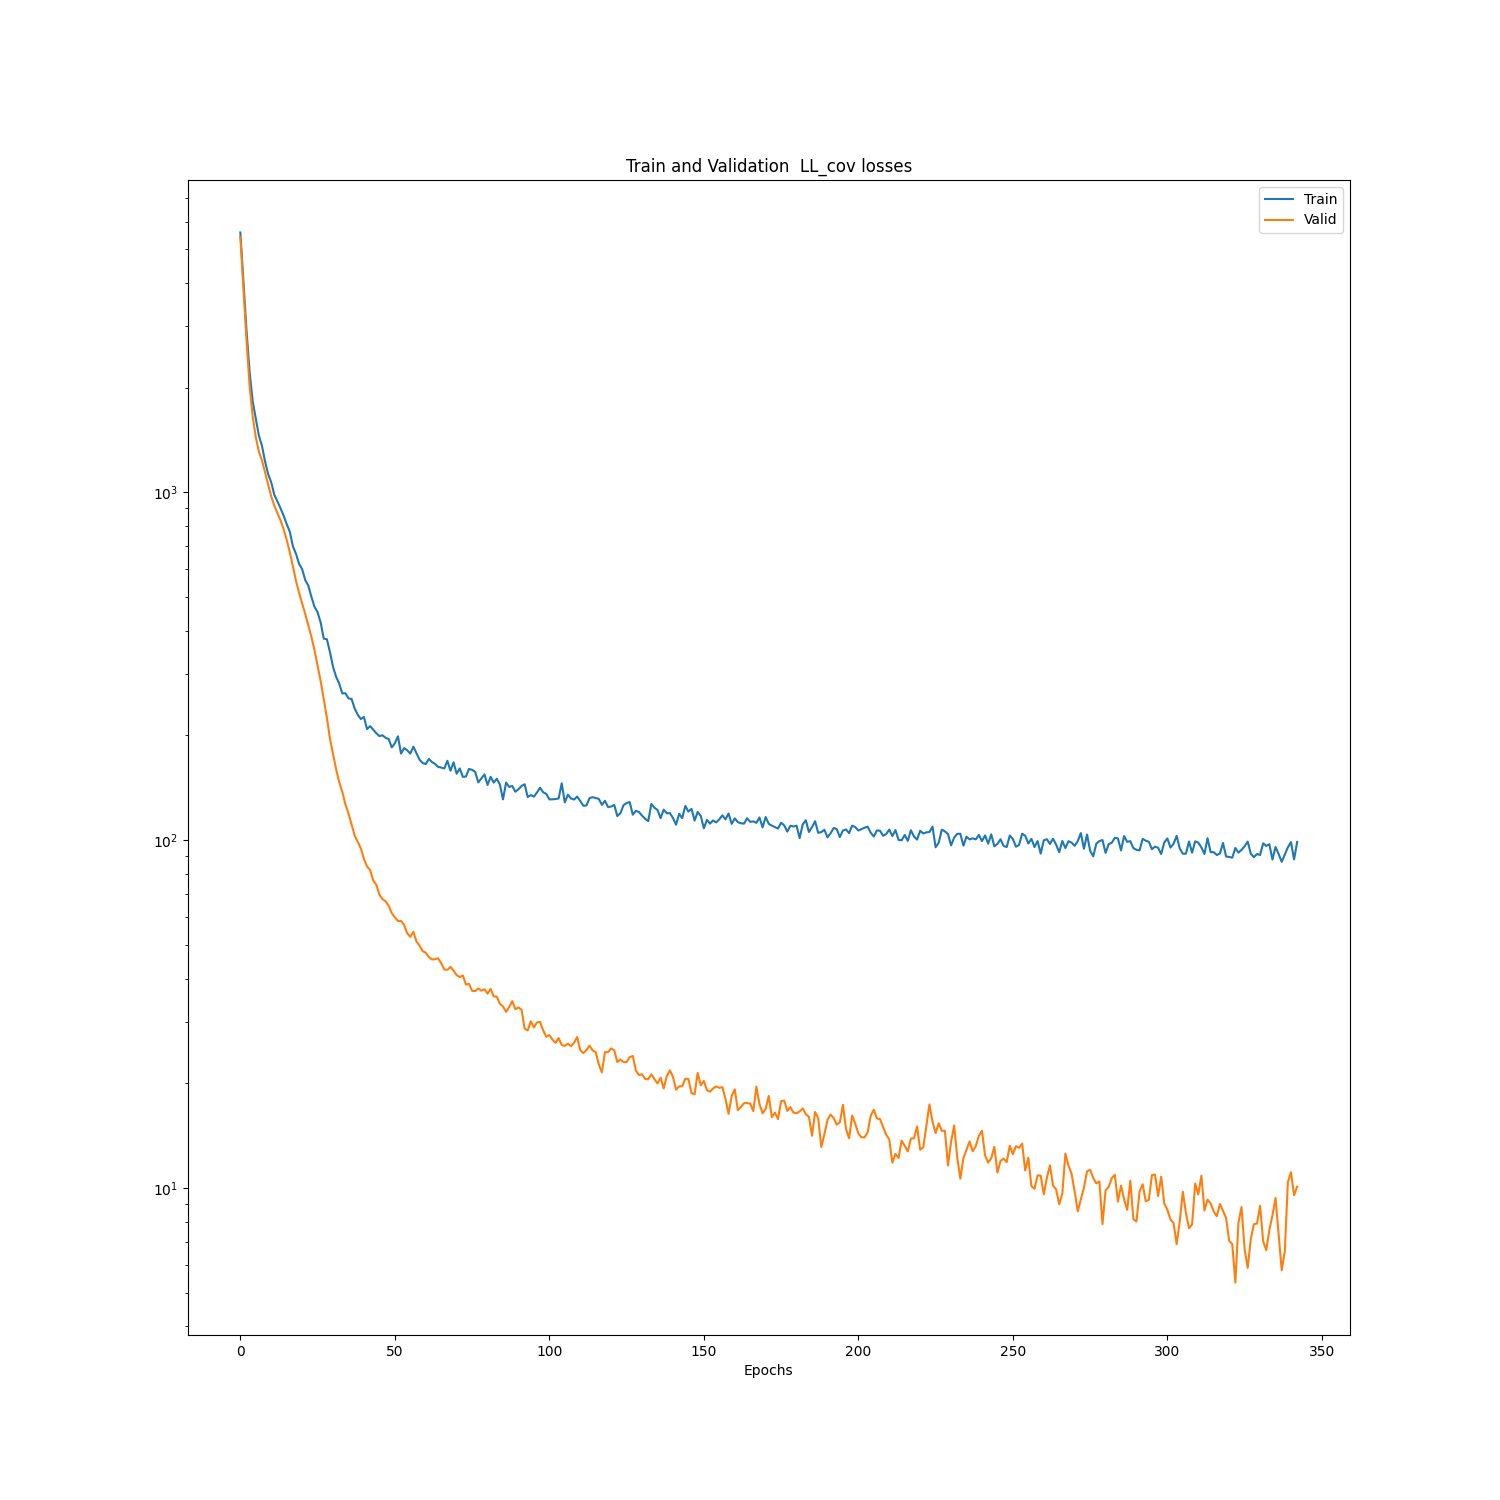 Train and Validation  LL_cov losses
Train
Valid
10³
10²
10¹
0 50 100 150 200 250 300 350
Epochs